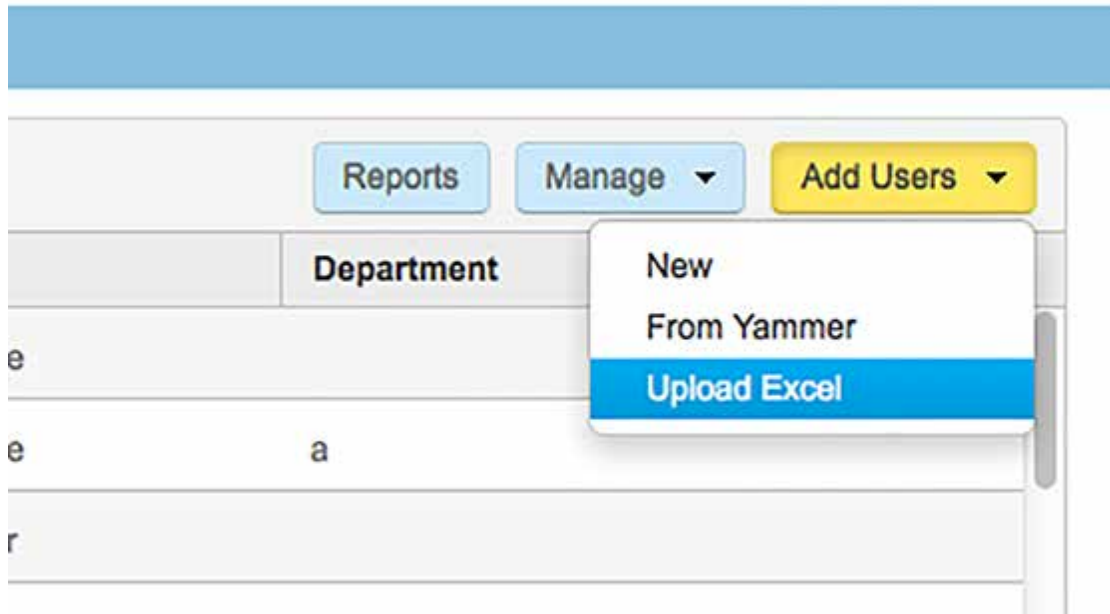 Reports Manage Add Users
Department
New
From Yammer
Upload Excel
e
e a
r